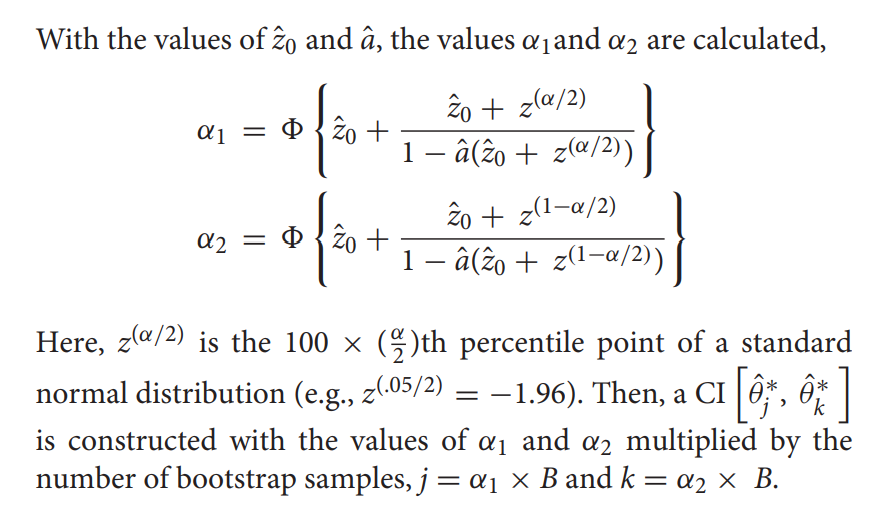 With the values of ẑ₀ and â, the values α₁and α₂ are calculated,
α₁ = Φ { ẑ₀ + (ẑ₀ + z^(α/2)) / (1 − â(ẑ₀ + z^(α/2))) }
α₂ = Φ { ẑ₀ + (ẑ₀ + z^(1−α/2)) / (1 − â(ẑ₀ + z^(1−α/2))) }
Here, z^(α/2) is the 100 × (α/2)th percentile point of a standard
normal distribution (e.g., z^(.05/2) = −1.96). Then, a CI [θ̂*_j, θ̂*_k]
is constructed with the values of α₁ and α₂ multiplied by the
number of bootstrap samples, j = α₁ × B and k = α₂ × B.